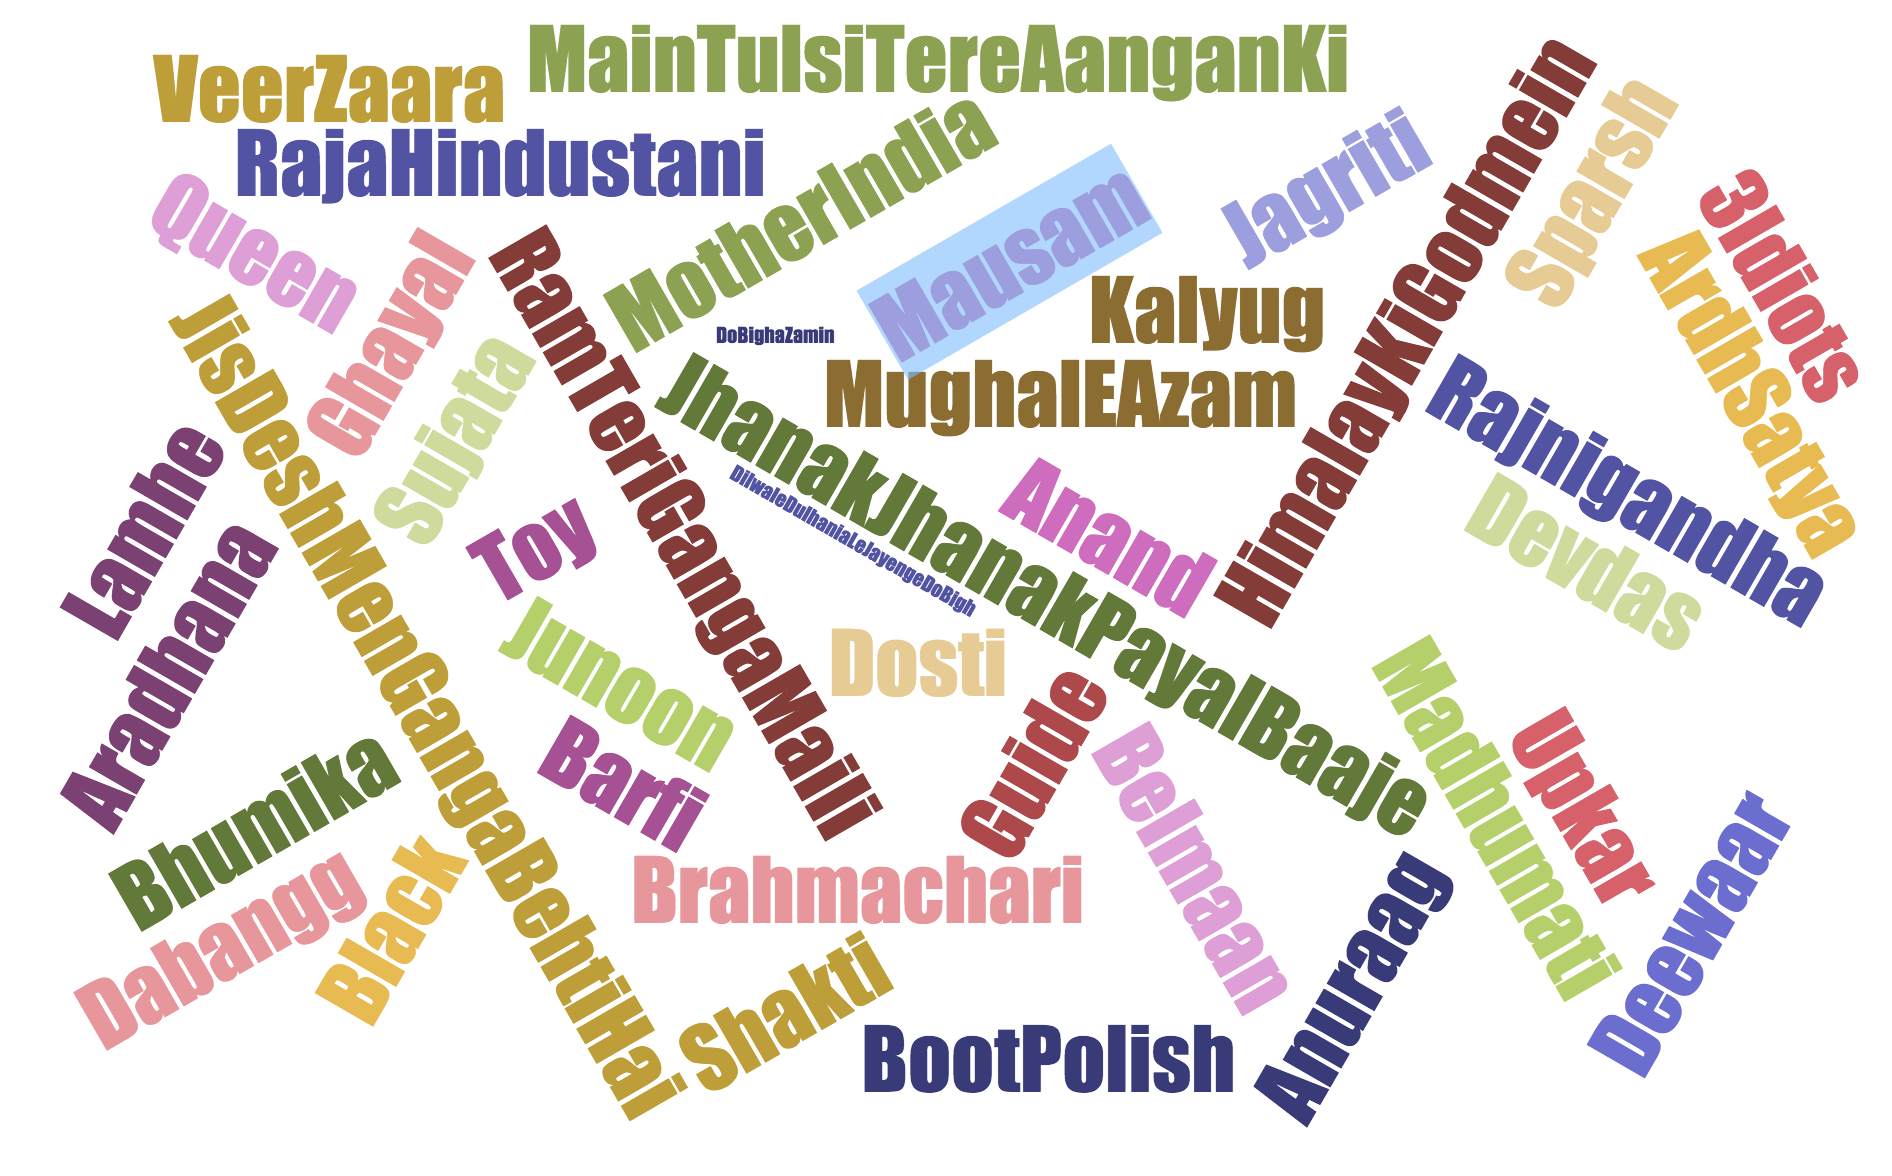 MainTulsiTereAanganKi
VeerZaara
RajaHindustani
MotherIndia
Jagriti
HimalayKiGodmein
Sparsh
3Idiots
Queen
Ghayal
RamTeriGangaMaili
Mausam
Kalyug
ArdhSatya
JisDeshMenGangaBehtiHai
Sujata
DoBighaZamin
MughalEAzam
Rajnigandha
JhanakJhanakPayalBaaje
Lamhe
Toy
DilwaleDulhaniaLeJayengeDoBigh
Anand
Devdas
Aradhana
Junoon
Dosti
Guide
Madhumati
Upkar
Barfi
Beimaan
Bhumika
Deewaar
Dabangg
Black
Brahmachari
Anuraag
Shakti
BootPolish